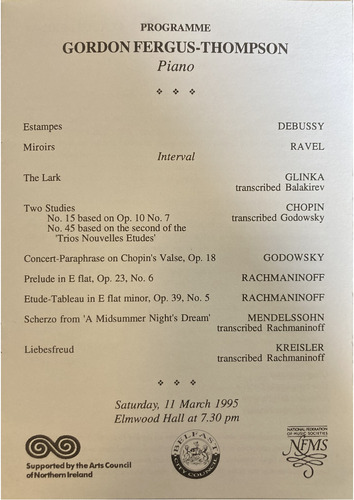 PROGRAMME
GORDON FERGUS-THOMPSON
Piano
Estampes DEBUSSY
Miroirs RAVEL
Interval
The Lark GLINKA
transcribed Balakirev
Two Studies CHOPIN
No. 15 based on Op. 10 No. 7 transcribed Godowsky
No. 45 based on the second of the
'Trios Nouvelles Etudes'
Concert-Paraphrase on Chopin's Valse, Op. 18 GODOWSKY
Prelude in E flat, Op. 23, No. 6 RACHMANINOFF
Etude-Tableau in E flat minor, Op. 39, No. 5 RACHMANINOFF
Scherzo from 'A Midsummer Night's Dream' MENDELSSOHN
transcribed Rachmaninoff
Liebesfreud KREISLER
transcribed Rachmaninoff
Saturday, 11 March 1995
Elmwood Hall at 7.30 pm
Supported by the Arts Council
of Northern Ireland
BELFAST
CITY COUNCIL
NATIONAL FEDERATION
OF MUSIC SOCIETIES
NFMS